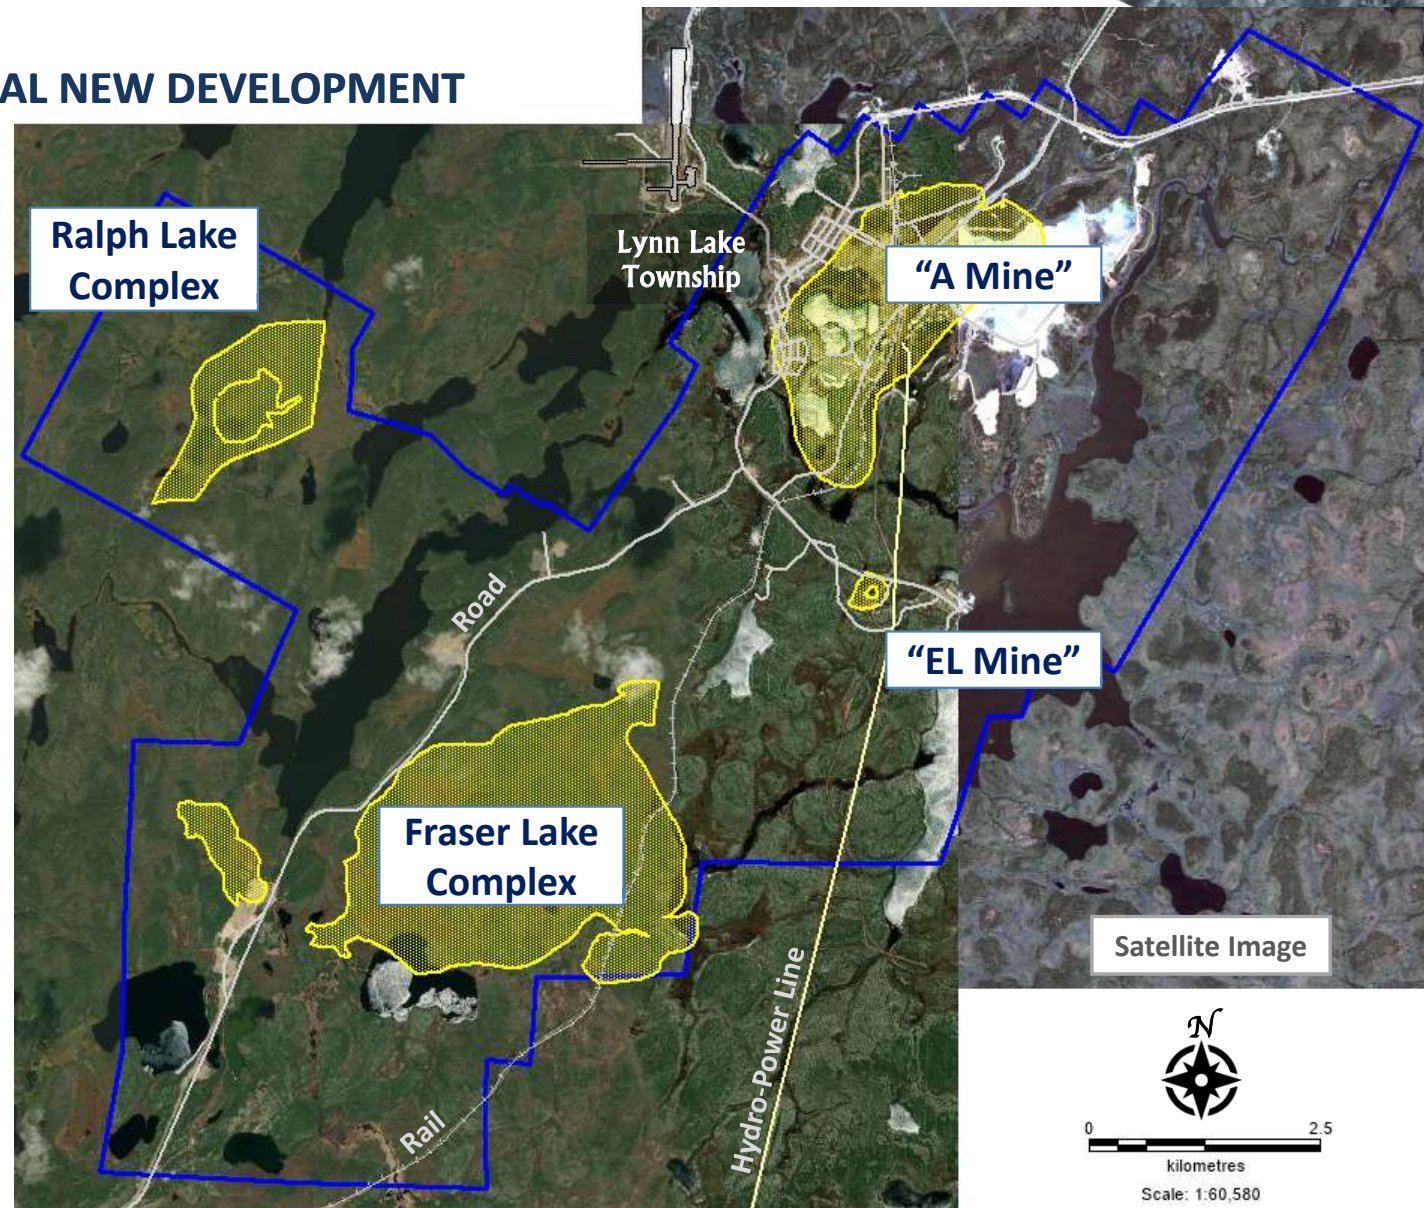 AL NEW DEVELOPMENT
Ralph Lake
Complex
Lynn Lake
Township
“A Mine”
Road
“EL Mine”
Fraser Lake
Complex
Satellite Image
Hydro-Power Line
Rail
N
0 2.5
kilometres
Scale: 1:60,580